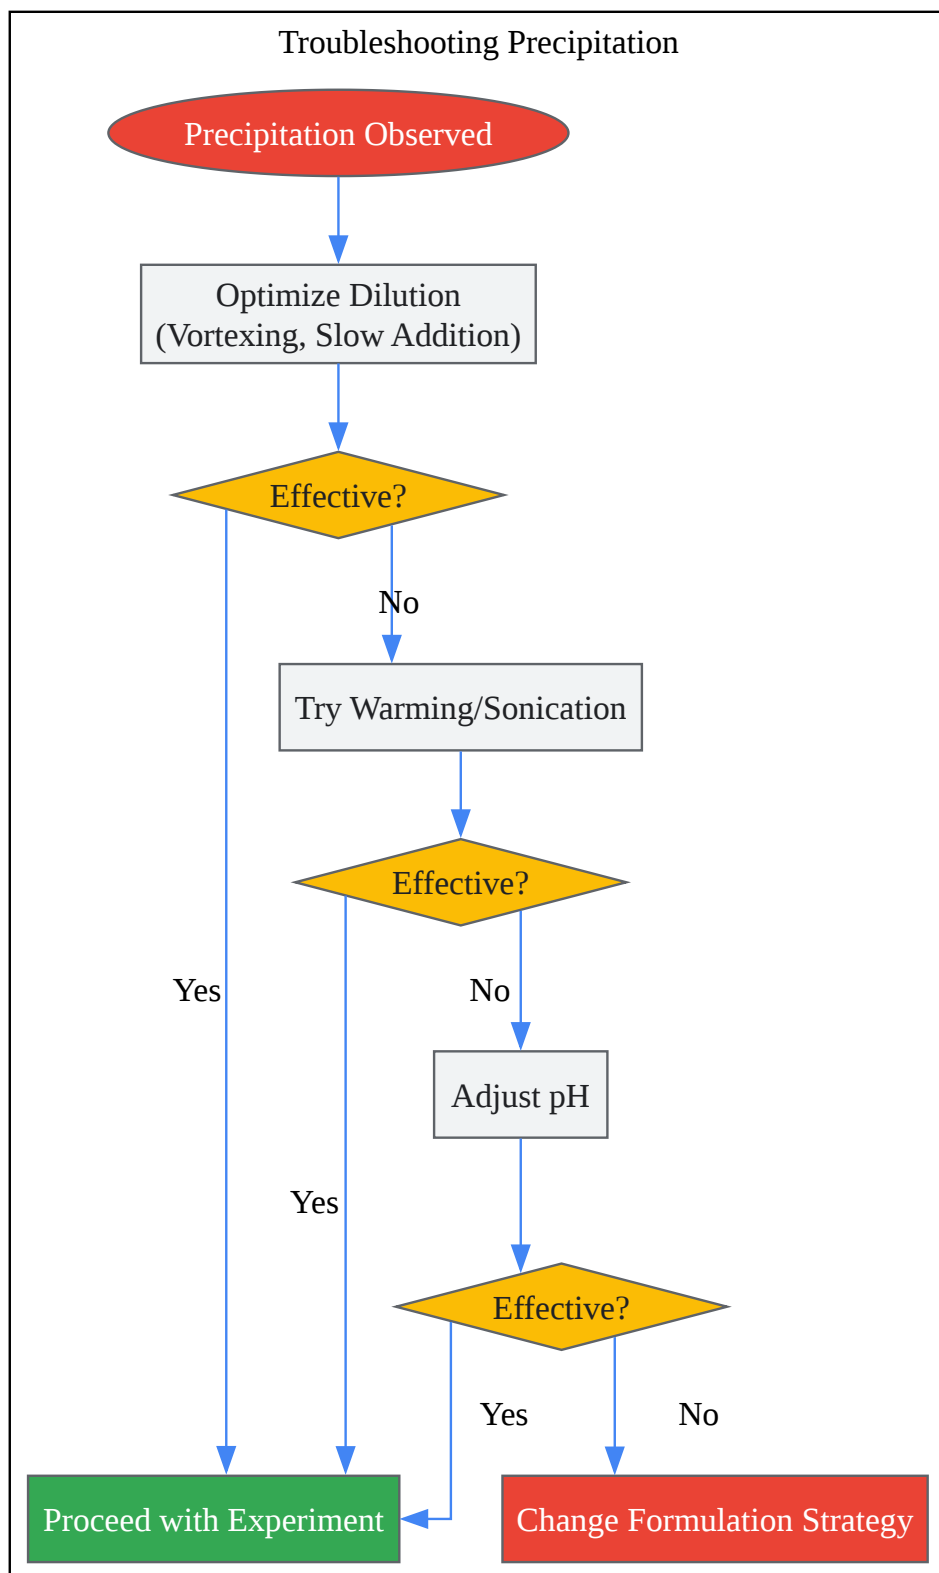 Troubleshooting Precipitation
Precipitation Observed
Optimize Dilution
(Vortexing, Slow Addition)
Effective?
No
Try Warming/Sonication
Effective?
Yes
No
Adjust pH
Yes
Effective?
Yes
No
Proceed with Experiment
Change Formulation Strategy